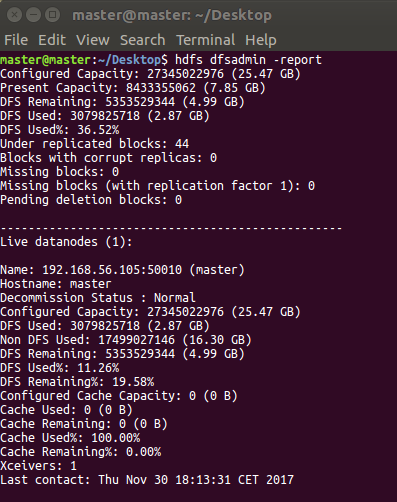 master@master: ~/Desktop
File Edit View Search Terminal Help
master@master:~/Desktop$ hdfs dfsadmin -report
Configured Capacity: 27345022976 (25.47 GB)
Present Capacity: 8433355062 (7.85 GB)
DFS Remaining: 5353529344 (4.99 GB)
DFS Used: 3079825718 (2.87 GB)
DFS Used%: 36.52%
Under replicated blocks: 44
Blocks with corrupt replicas: 0
Missing blocks: 0
Missing blocks (with replication factor 1): 0
Pending deletion blocks: 0
-------------------------------------------------
Live datanodes (1):
Name: 192.168.56.105:50010 (master)
Hostname: master
Decommission Status : Normal
Configured Capacity: 27345022976 (25.47 GB)
DFS Used: 3079825718 (2.87 GB)
Non DFS Used: 17499027146 (16.30 GB)
DFS Remaining: 5353529344 (4.99 GB)
DFS Used%: 11.26%
DFS Remaining%: 19.58%
Configured Cache Capacity: 0 (0 B)
Cache Used: 0 (0 B)
Cache Remaining: 0 (0 B)
Cache Used%: 100.00%
Cache Remaining%: 0.00%
Xceivers: 1
Last contact: Thu Nov 30 18:13:31 CET 2017